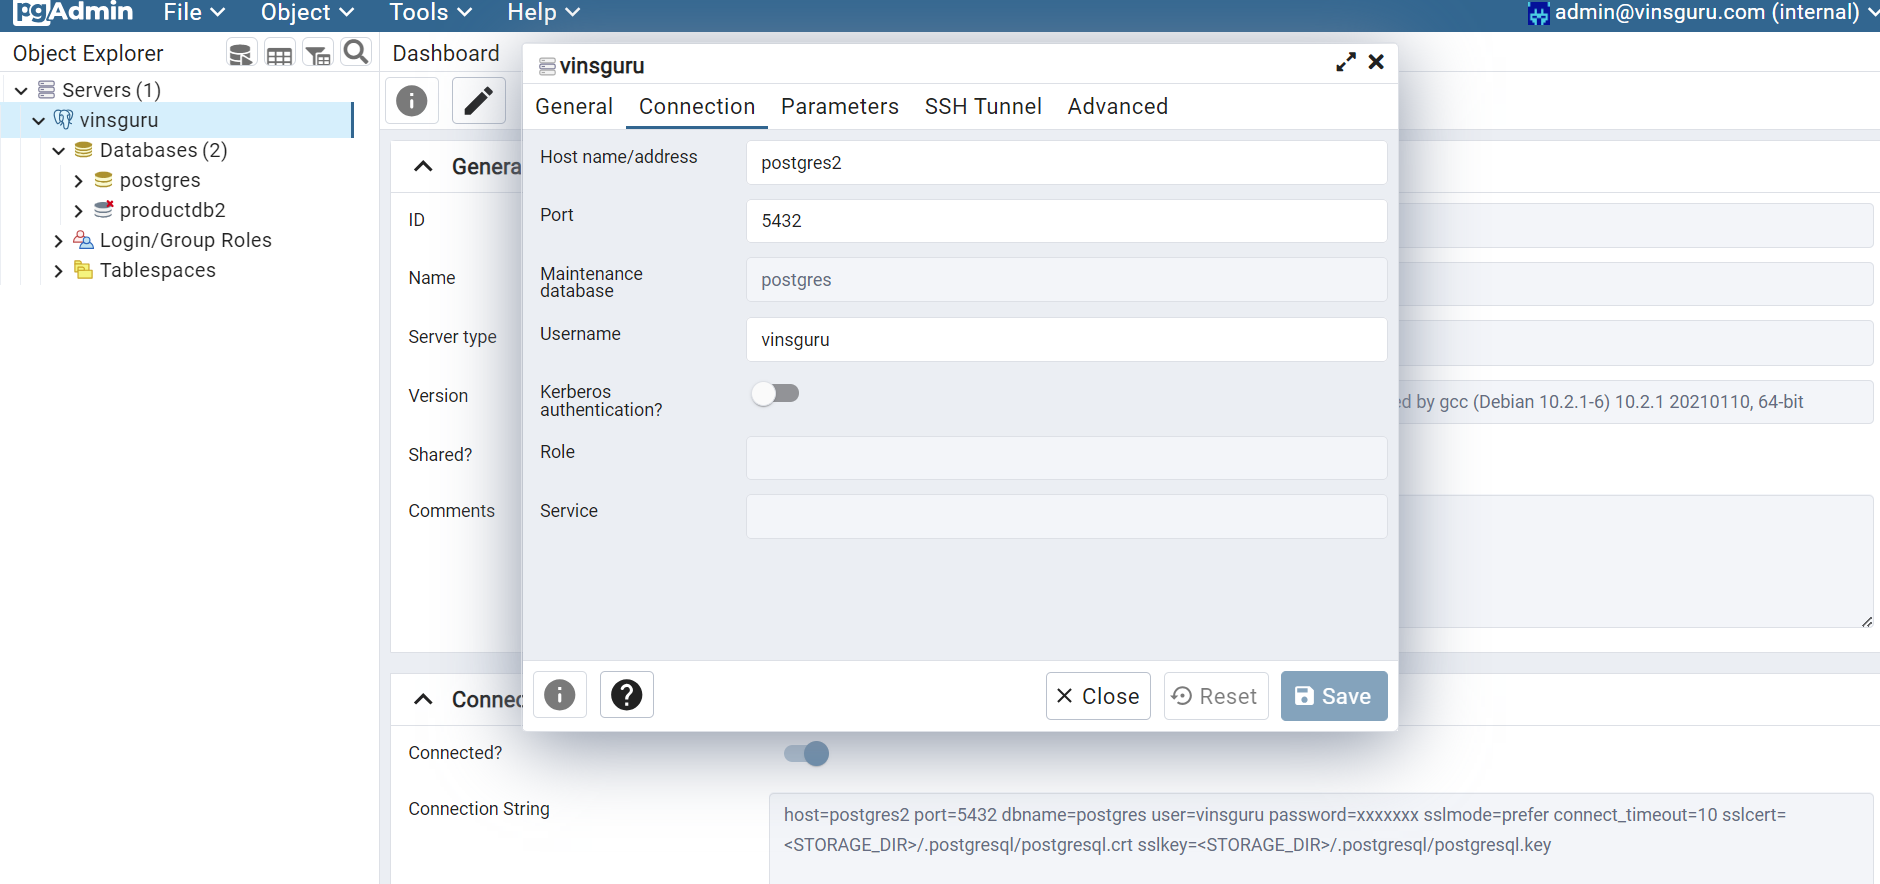 pgAdmin File Object Tools Help admin@vinsguru.com (internal)
Object Explorer
Servers (1)
vinsguru
Databases (2)
postgres
productdb2
Login/Group Roles
Tablespaces
Dashboard
Genera
ID
Name
Server type
Version
ed by gcc (Debian 10.2.1-6) 10.2.1 20210110, 64-bit
Shared?
Comments
vinsguru
General Connection Parameters SSH Tunnel Advanced
Host name/address
postgres2
Port
5432
Maintenance
database
postgres
Username
vinsguru
Kerberos
authentication?
Role
Service
Close Reset Save
Connec
Connected?
Connection String
host=postgres2 port=5432 dbname=postgres user=vinsguru password=xxxxxxx sslmode=prefer connect_timeout=10 sslcert=
<STORAGE_DIR>/.postgresql/postgresql.crt sslkey=<STORAGE_DIR>/.postgresql/postgresql.key